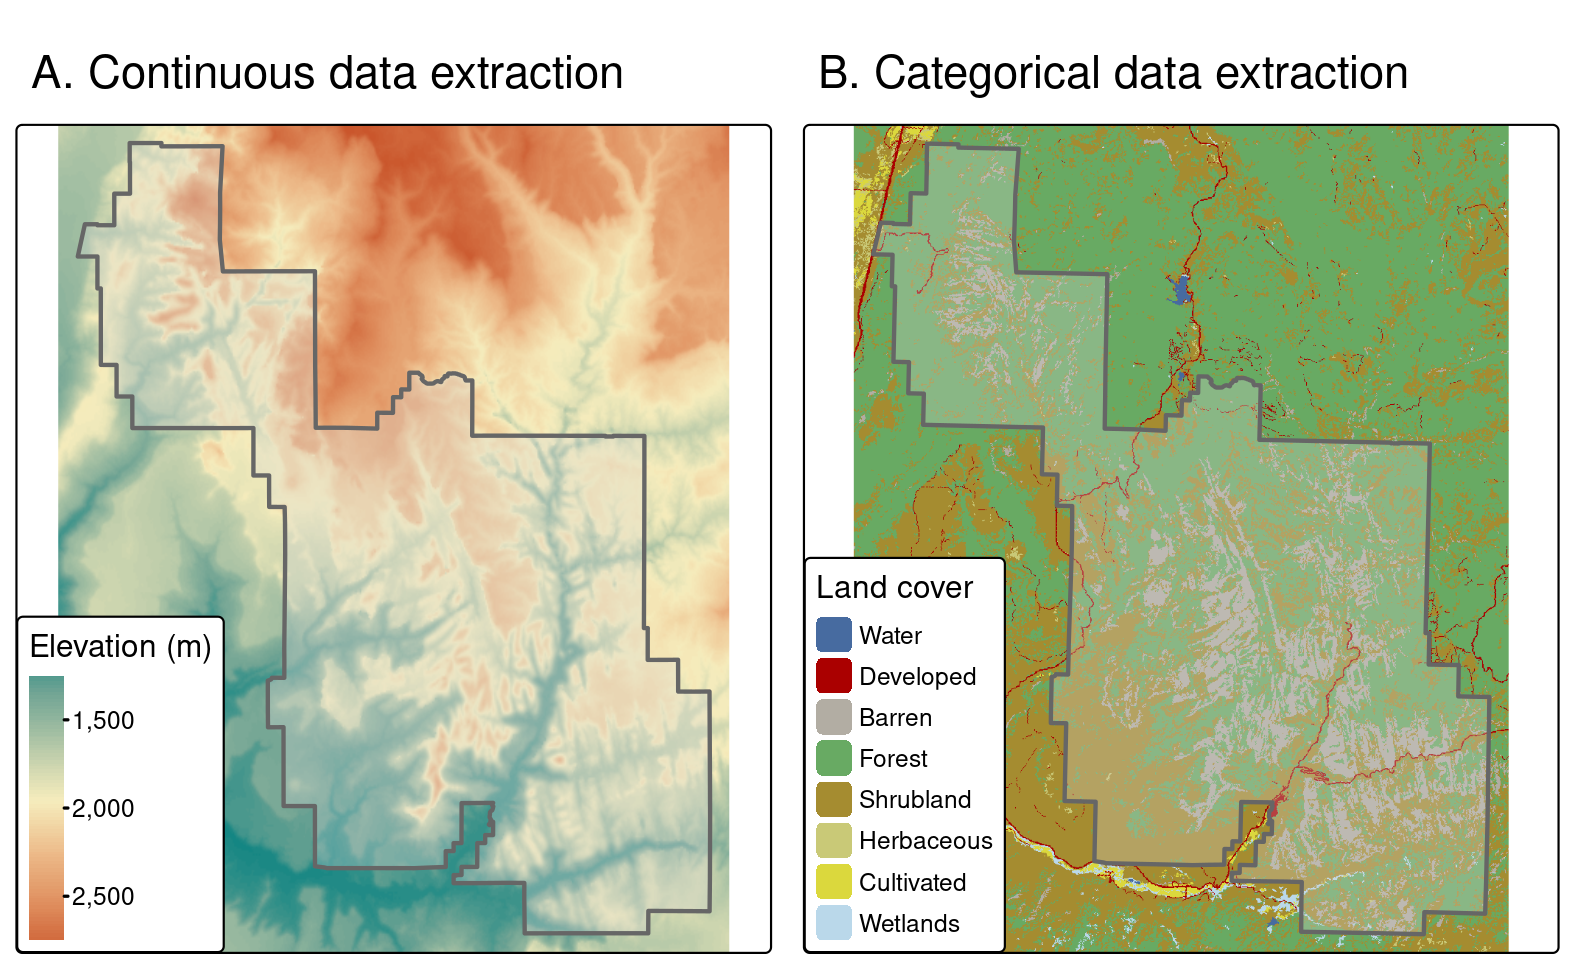 A. Continuous data extraction
Elevation (m)
1,500
2,000
2,500
B. Categorical data extraction
Land cover
Water
Developed
Barren
Forest
Shrubland
Herbaceous
Cultivated
Wetlands